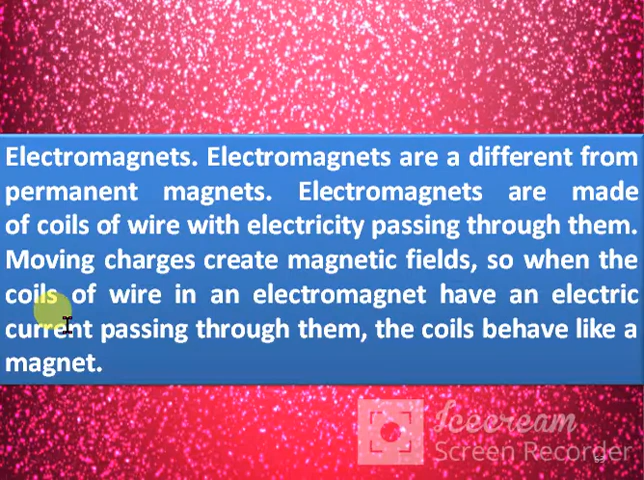 Electromagnets. Electromagnets are a different from
permanent magnets. Electromagnets are made
of coils of wire with electricity passing through them.
Moving charges create magnetic fields, so when the
coils of wire in an electromagnet have an electric
current passing through them, the coils behave like a
magnet.
Icecream
Screen Recorder